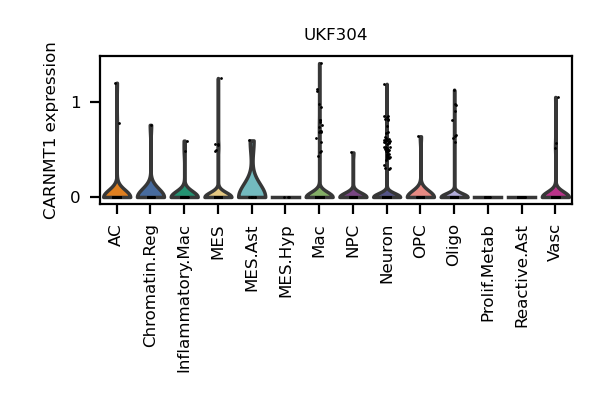 UKF304
CARNMT1 expression
1
0
AC
Chromatin.Reg
Inflammatory.Mac
MES
MES.Ast
MES.Hyp
Mac
NPC
Neuron
OPC
Oligo
Prolif.Metab
Reactive.Ast
Vasc